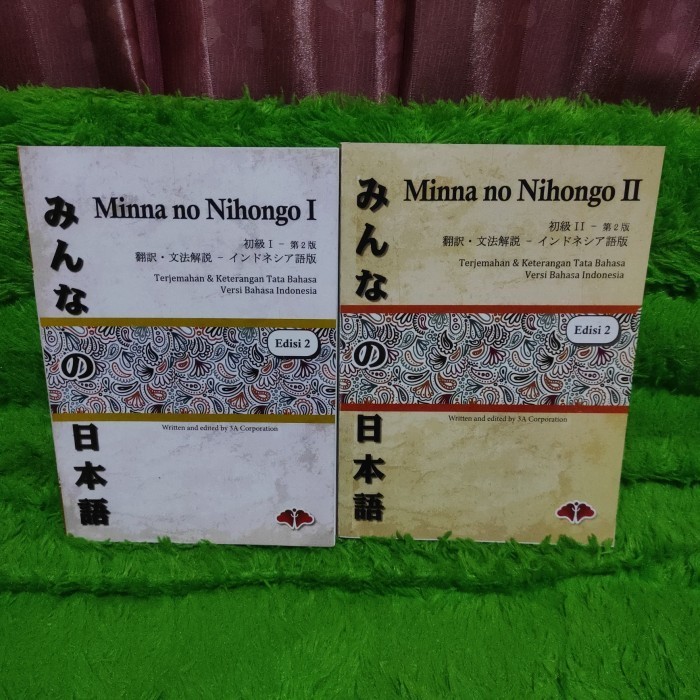 みんなの日本語
Minna no Nihongo I
初級 I - 第2版
翻訳・文法解説 - インドネシア語版
Terjemahan & Keterangan Tata Bahasa
Versi Bahasa Indonesia
Edisi 2
Written and edited by 3A Corporation
みんなの日本語
Minna no Nihongo II
初級 II - 第2版
翻訳・文法解説 - インドネシア語版
Terjemahan & Keterangan Tata Bahasa
Versi Bahasa Indonesia
Edisi 2
Written and edited by 3A Corporation